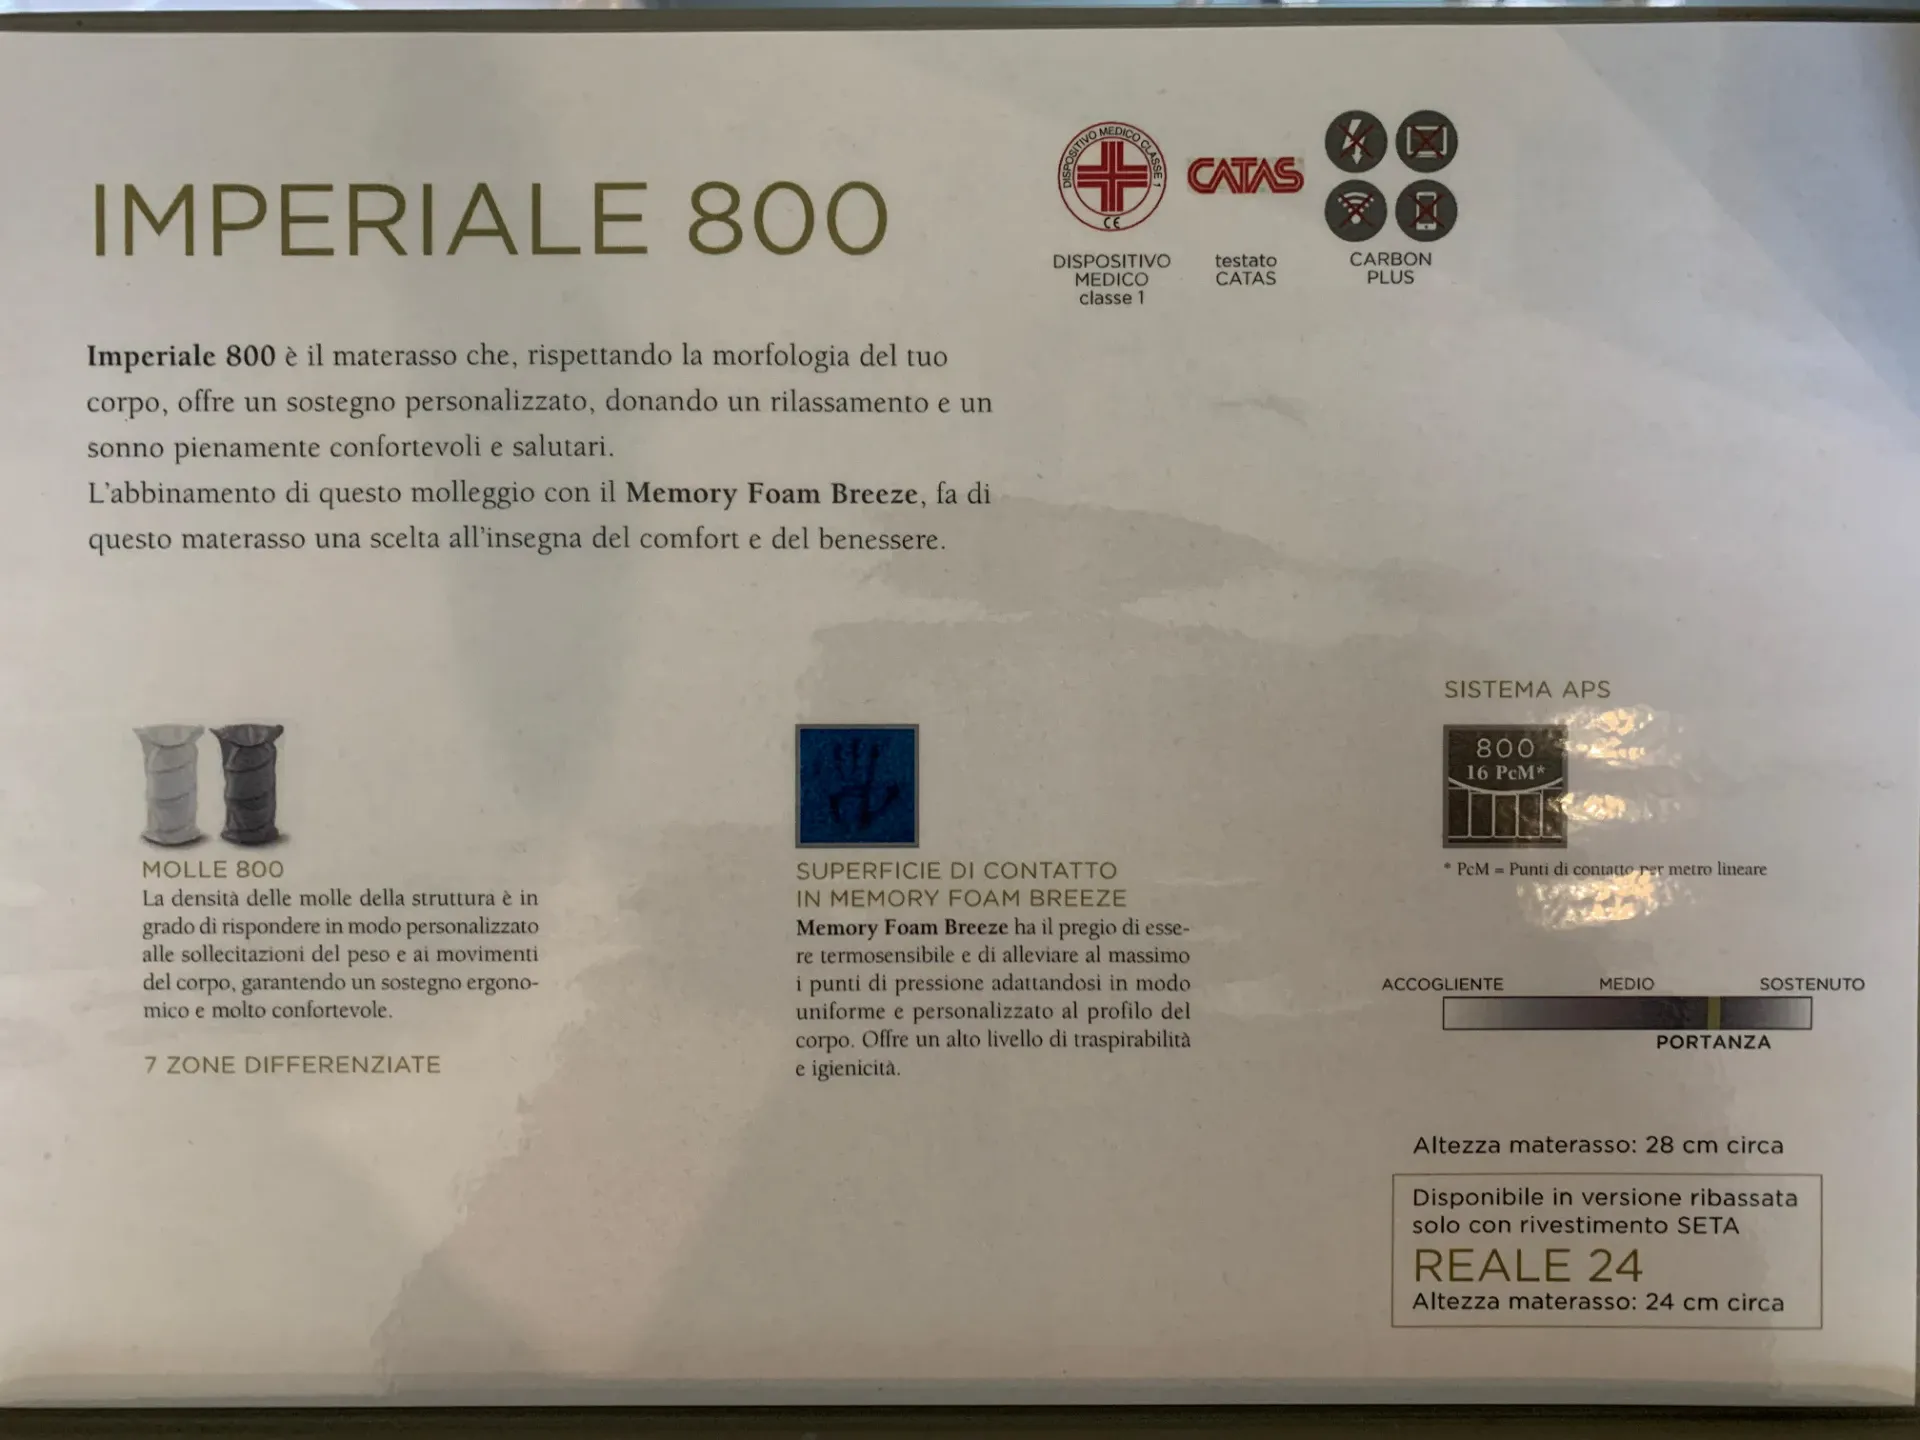 IMPERIALE 800
DISPOSITIVO MEDICO CLASSE 1
CE
DISPOSITIVO
MEDICO
classe 1
CATAS
testato
CATAS
CARBON
PLUS
Imperiale 800 è il materasso che, rispettando la morfologia del tuo
corpo, offre un sostegno personalizzato, donando un rilassamento e un
sonno pienamente confortevoli e salutari.
L'abbinamento di questo molleggio con il Memory Foam Breeze, fa di
questo materasso una scelta all'insegna del comfort e del benessere.
MOLLE 800
La densità delle molle della struttura è in
grado di rispondere in modo personalizzato
alle sollecitazioni del peso e ai movimenti
del corpo, garantendo un sostegno ergono-
mico e molto confortevole.
7 ZONE DIFFERENZIATE
SUPERFICIE DI CONTATTO
IN MEMORY FOAM BREEZE
Memory Foam Breeze ha il pregio di esse-
re termosensibile e di alleviare al massimo
i punti di pressione adattandosi in modo
uniforme e personalizzato al profilo del
corpo. Offre un alto livello di traspirabilità
e igienicità.
SISTEMA APS
800
16 PcM*
* PcM = Punti di contatto per metro lineare
ACCOGLIENTE MEDIO SOSTENUTO
PORTANZA
Altezza materasso: 28 cm circa
Disponibile in versione ribassata
solo con rivestimento SETA
REALE 24
Altezza materasso: 24 cm circa